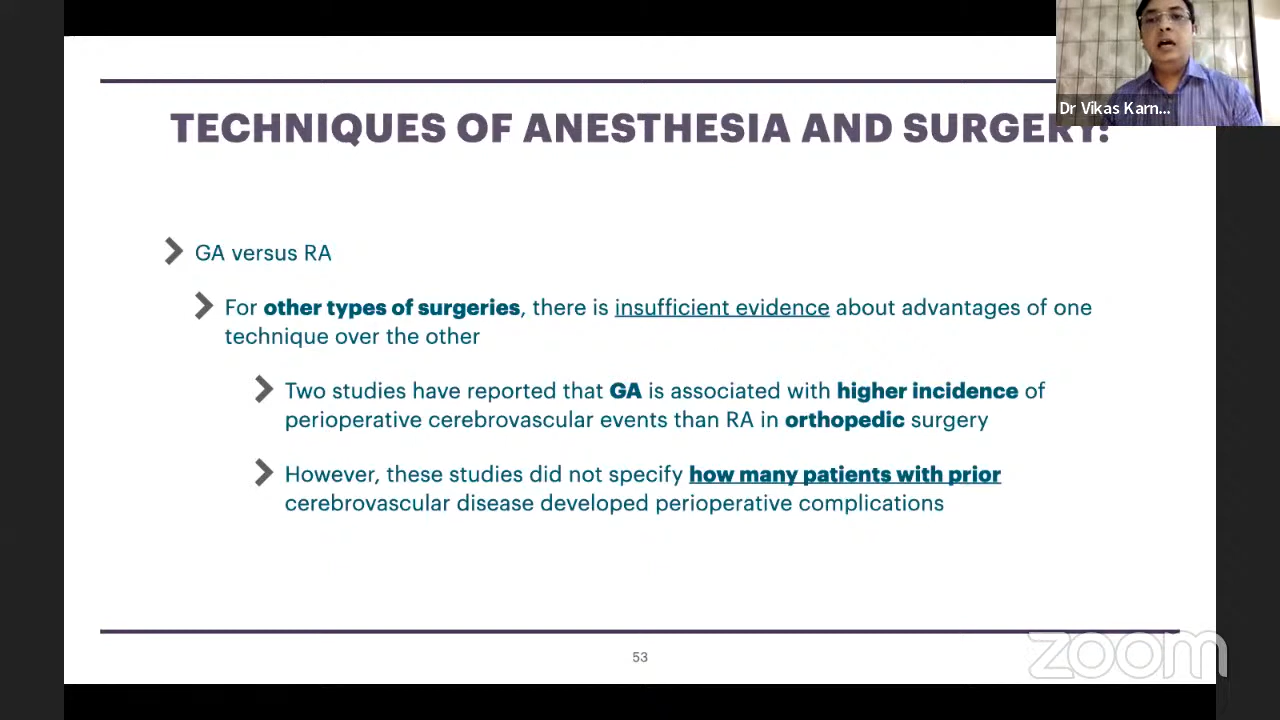 TECHNIQUES OF ANESTHESIA AND SURGERY:
Dr Vikas Karn...
GA versus RA
For other types of surgeries, there is insufficient evidence about advantages of one
technique over the other
Two studies have reported that GA is associated with higher incidence of
perioperative cerebrovascular events than RA in orthopedic surgery
However, these studies did not specify how many patients with prior
cerebrovascular disease developed perioperative complications
53
zoom